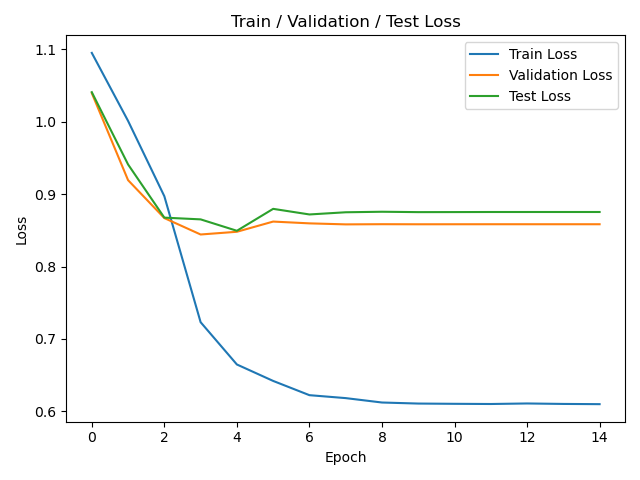 Train / Validation / Test Loss
Train Loss
Validation Loss
Test Loss
1.1
1.0
0.9
0.8
0.7
0.6
Loss
0 2 4 6 8 10 12 14
Epoch